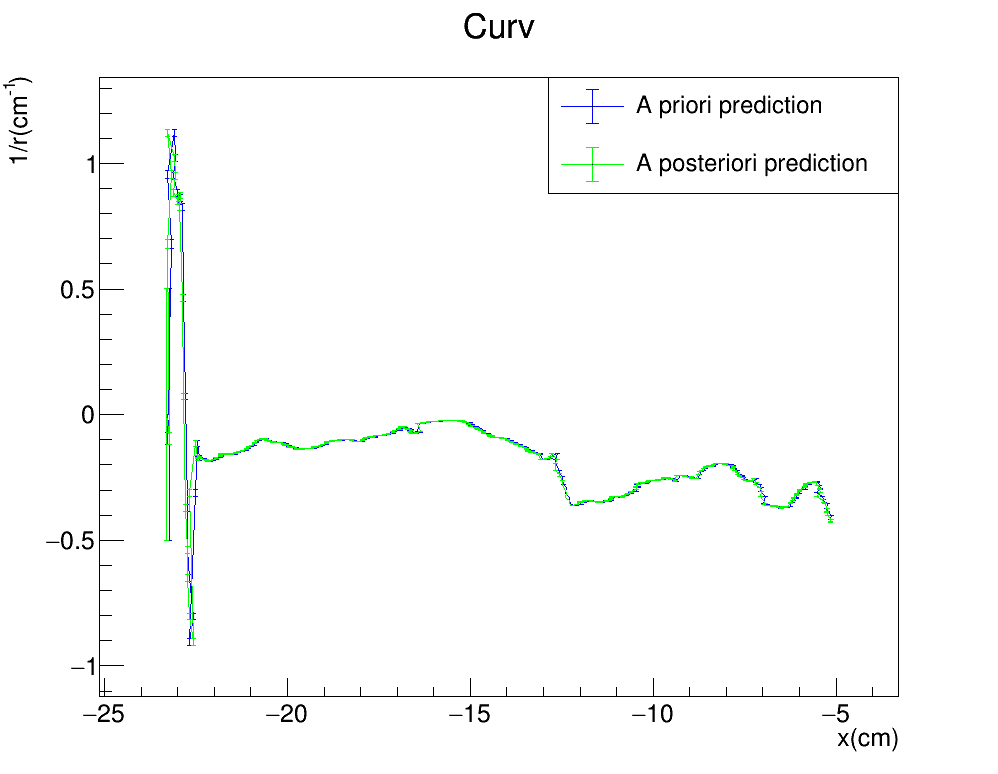 Curv
1/r(cm⁻¹)
A priori prediction
A posteriori prediction
1
0.5
0
−0.5
−1
−25 −20 −15 −10 −5
x(cm)